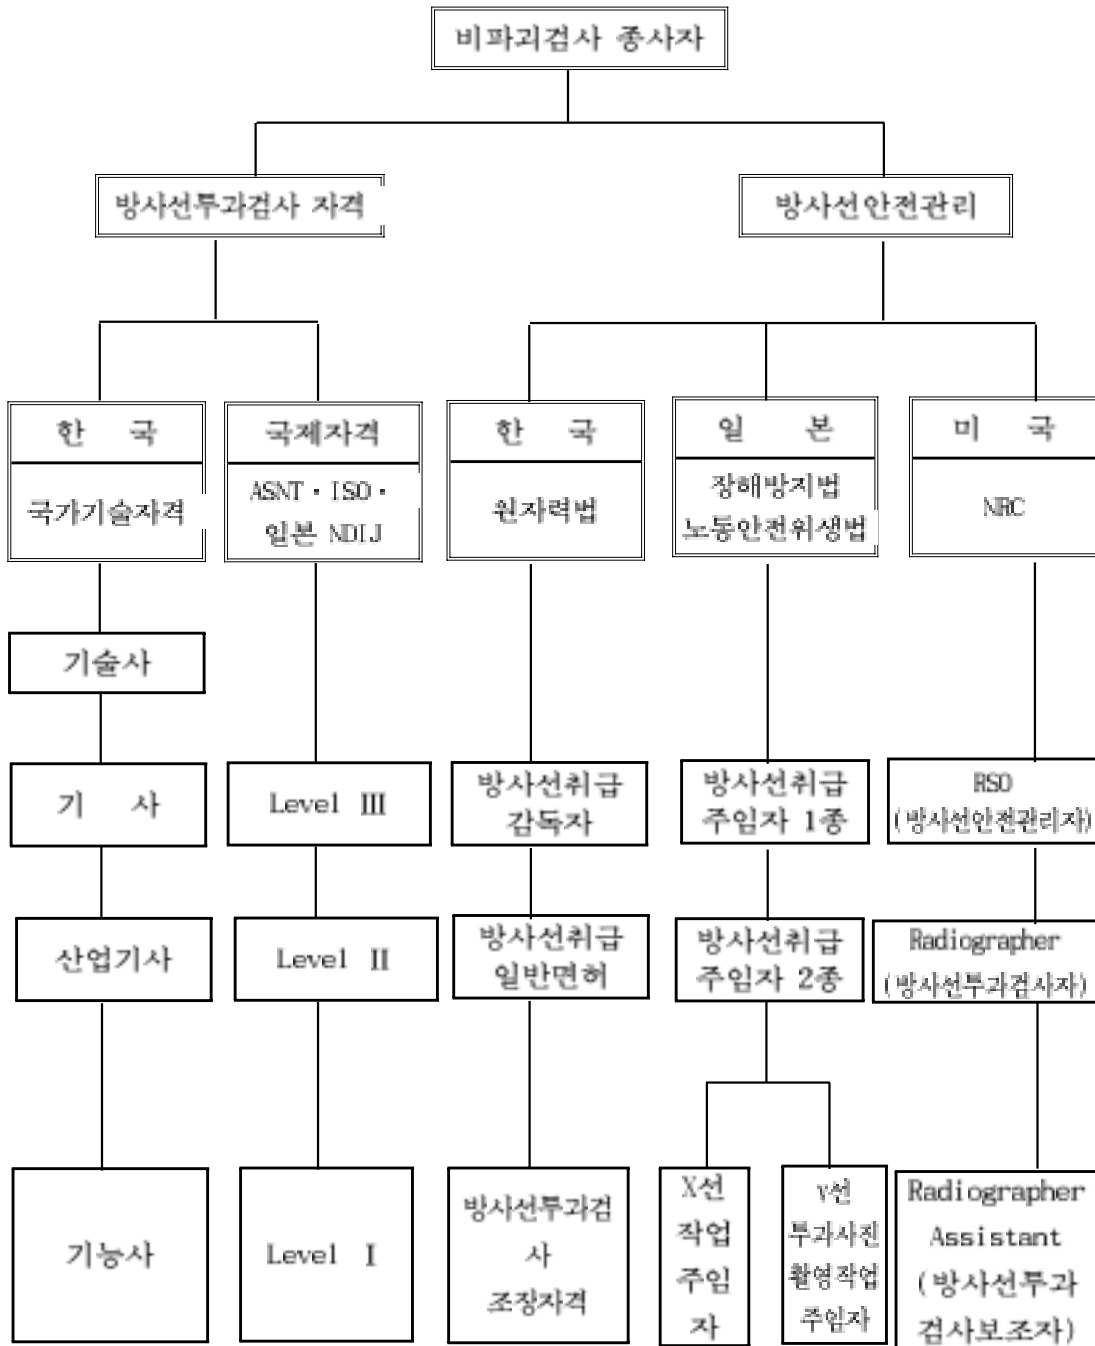 비파괴검사 종사자
방사선투과검사 자격
방사선안전관리
한 국
국제자격
한 국
일 본
미 국
국가기술자격
ASNT・ISO・
일본 NDIJ
원자력법
장해방지법
노동안전위생법
NRC
기술사
기 사
Level Ⅲ
방사선취급
감독자
방사선취급
주임자 1종
RSO
(방사선안전관리자)
산업기사
Level Ⅱ
방사선취급
일반면허
방사선취급
주임자 2종
Radiographer
(방사선투과검사자)
기능사
Level Ⅰ
방사선투과검
사
조장자격
X선
작업
주임
자
γ선
투과사진
촬영작업
주임자
Radiographer
Assistant
(방사선투과
검사보조자)